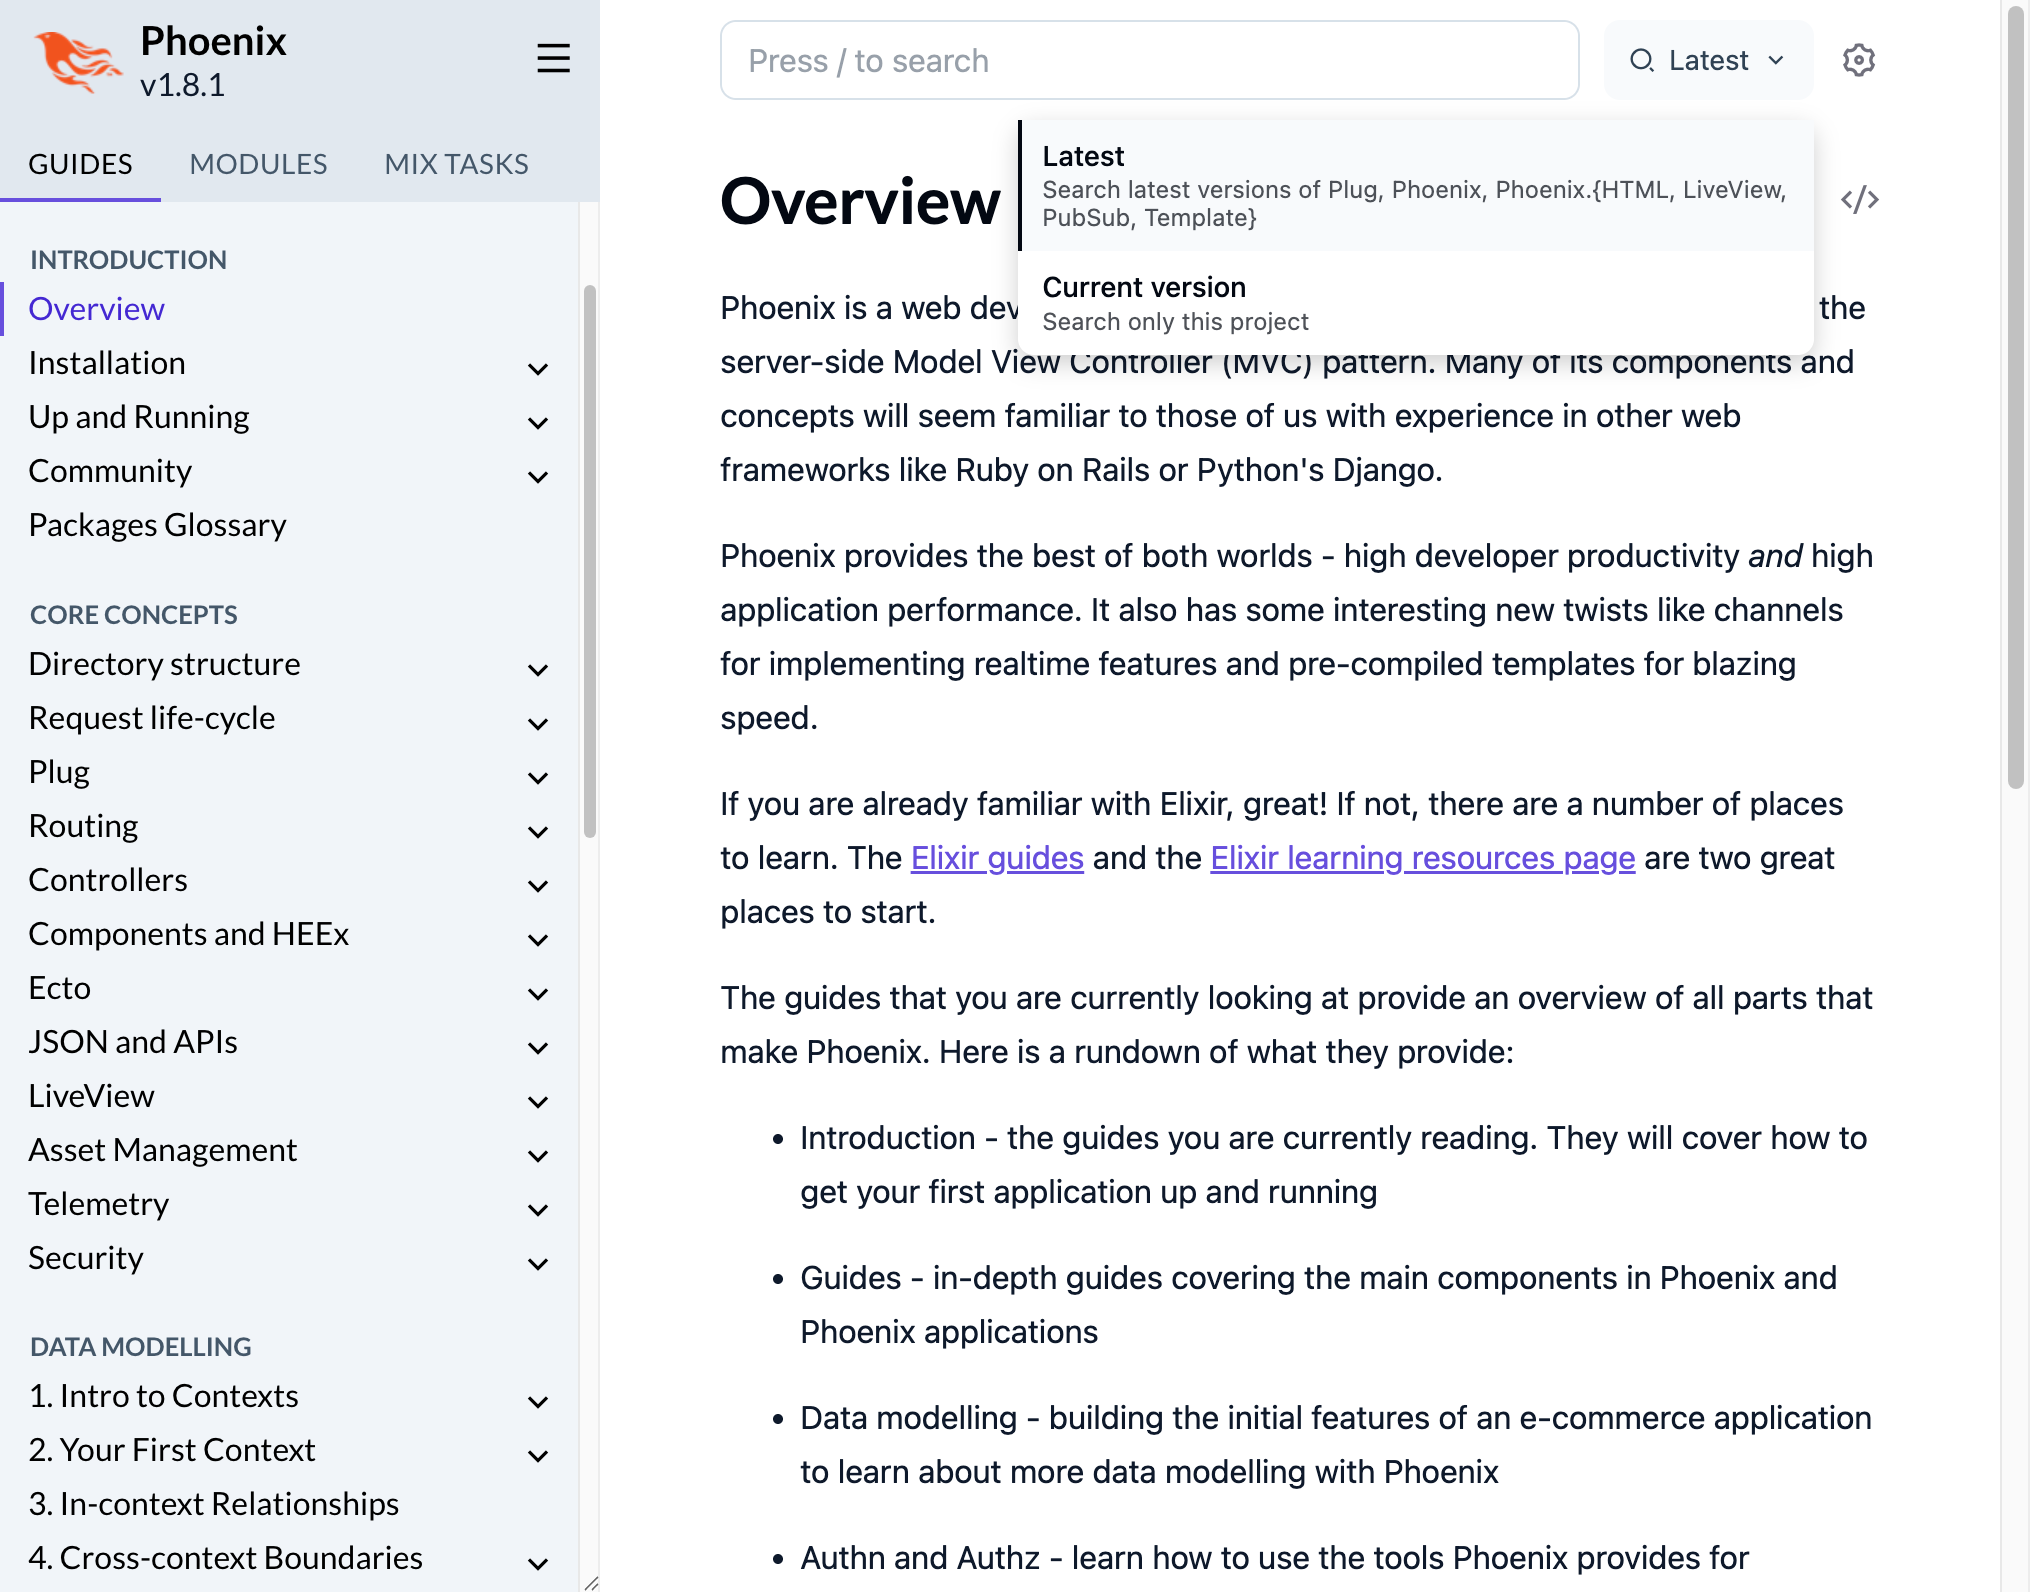 Phoenix
v1.8.1
GUIDES
MODULES
MIX TASKS
INTRODUCTION
Overview
Installation
Up and Running
Community
Packages Glossary
CORE CONCEPTS
Directory structure
Request life-cycle
Plug
Routing
Controllers
Components and HEEx
Ecto
JSON and APIs
LiveView
Asset Management
Telemetry
Security
DATA MODELLING
1. Intro to Contexts
2. Your First Context
3. In-context Relationships
4. Cross-context Boundaries
Press / to search
Latest
Latest
Search latest versions of Plug, Phoenix, Phoenix.{HTML, LiveView,
PubSub, Template}
Current version
Search only this project
Overview
</>
Phoenix is a web dev the
server-side Model View Controller (MVC) pattern. Many of its components and
concepts will seem familiar to those of us with experience in other web
frameworks like Ruby on Rails or Python's Django.
Phoenix provides the best of both worlds - high developer productivity and high
application performance. It also has some interesting new twists like channels
for implementing realtime features and pre-compiled templates for blazing
speed.
If you are already familiar with Elixir, great! If not, there are a number of places
to learn. The Elixir guides and the Elixir learning resources page are two great
places to start.
The guides that you are currently looking at provide an overview of all parts that
make Phoenix. Here is a rundown of what they provide:
• Introduction - the guides you are currently reading. They will cover how to
get your first application up and running
• Guides - in-depth guides covering the main components in Phoenix and
Phoenix applications
• Data modelling - building the initial features of an e-commerce application
to learn about more data modelling with Phoenix
• Authn and Authz - learn how to use the tools Phoenix provides for